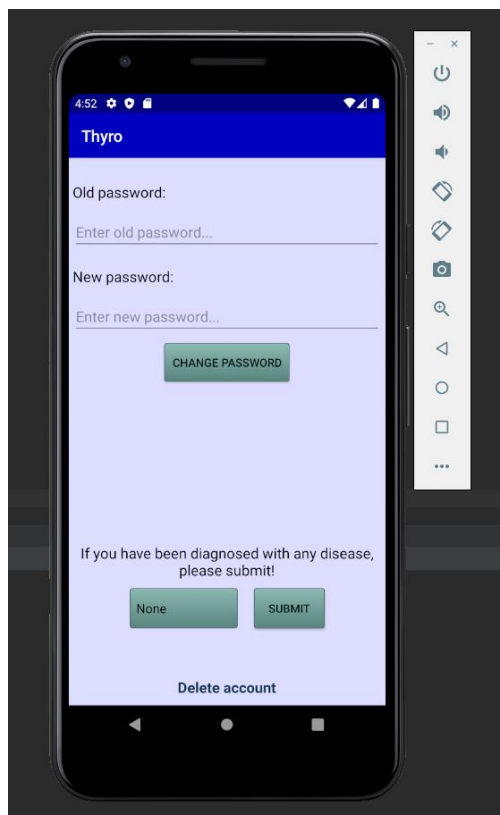 4:52
Thyro
Old password:
Enter old password...
New password:
Enter new password...
CHANGE PASSWORD
If you have been diagnosed with any disease,
please submit!
None
SUBMIT
Delete account